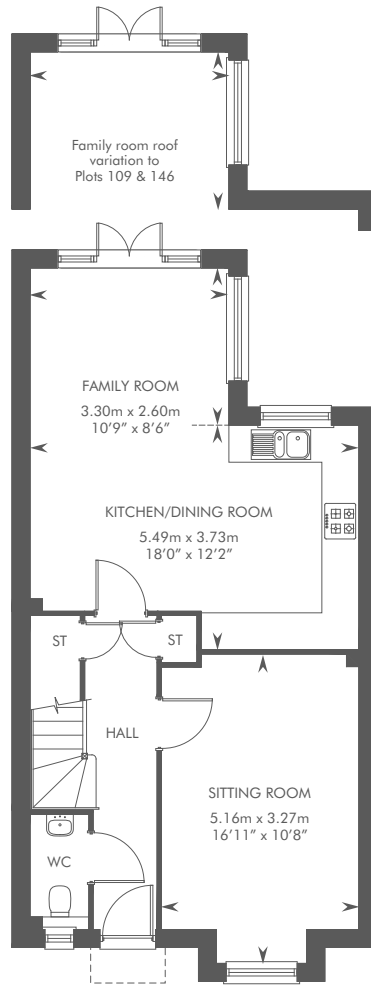 Family room roof
variation to
Plots 109 & 146
FAMILY ROOM
3.30m x 2.60m
10’9” x 8’6”
KITCHEN/DINING ROOM
5.49m x 3.73m
18’0” x 12’2”
ST
ST
HALL
SITTING ROOM
5.16m x 3.27m
16’11” x 10’8”
WC